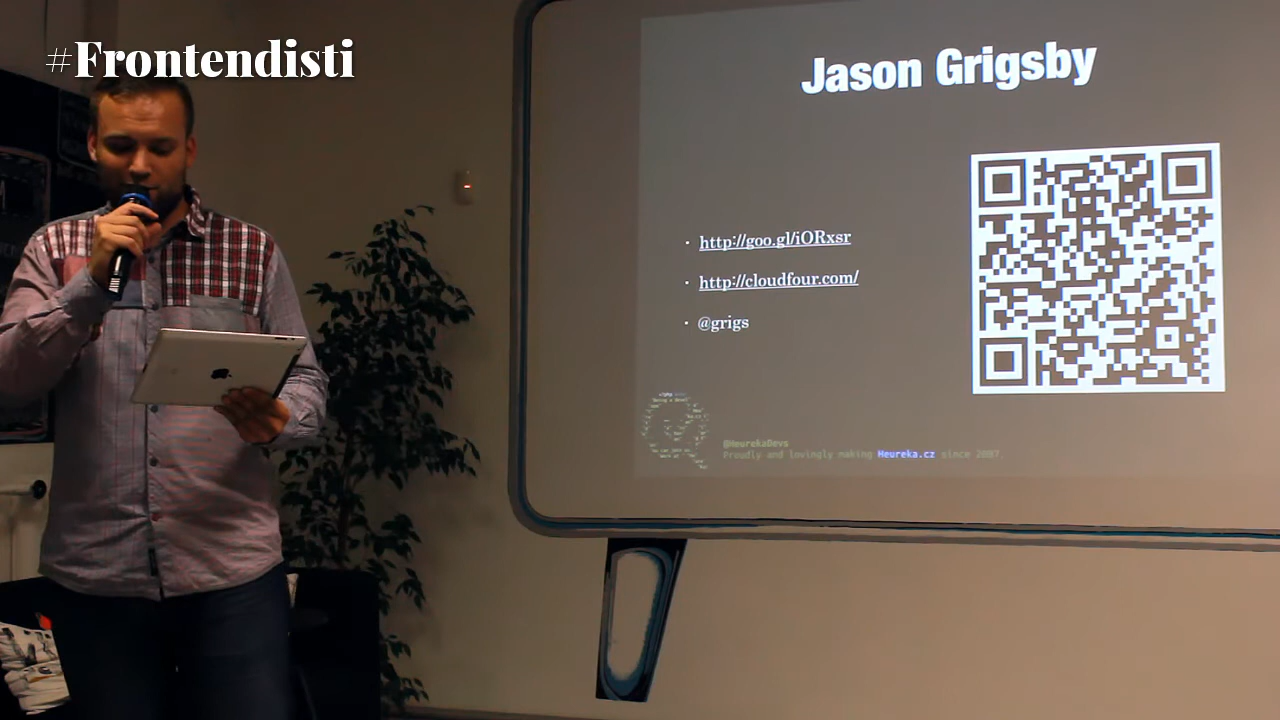 #Frontendisti
Jason Grigsby
http://goo.gl/iORxsr
http://cloudfour.com/
@grigs
@HeurekaDevs
Proudly and lovingly making Heureka.cz since 2007.